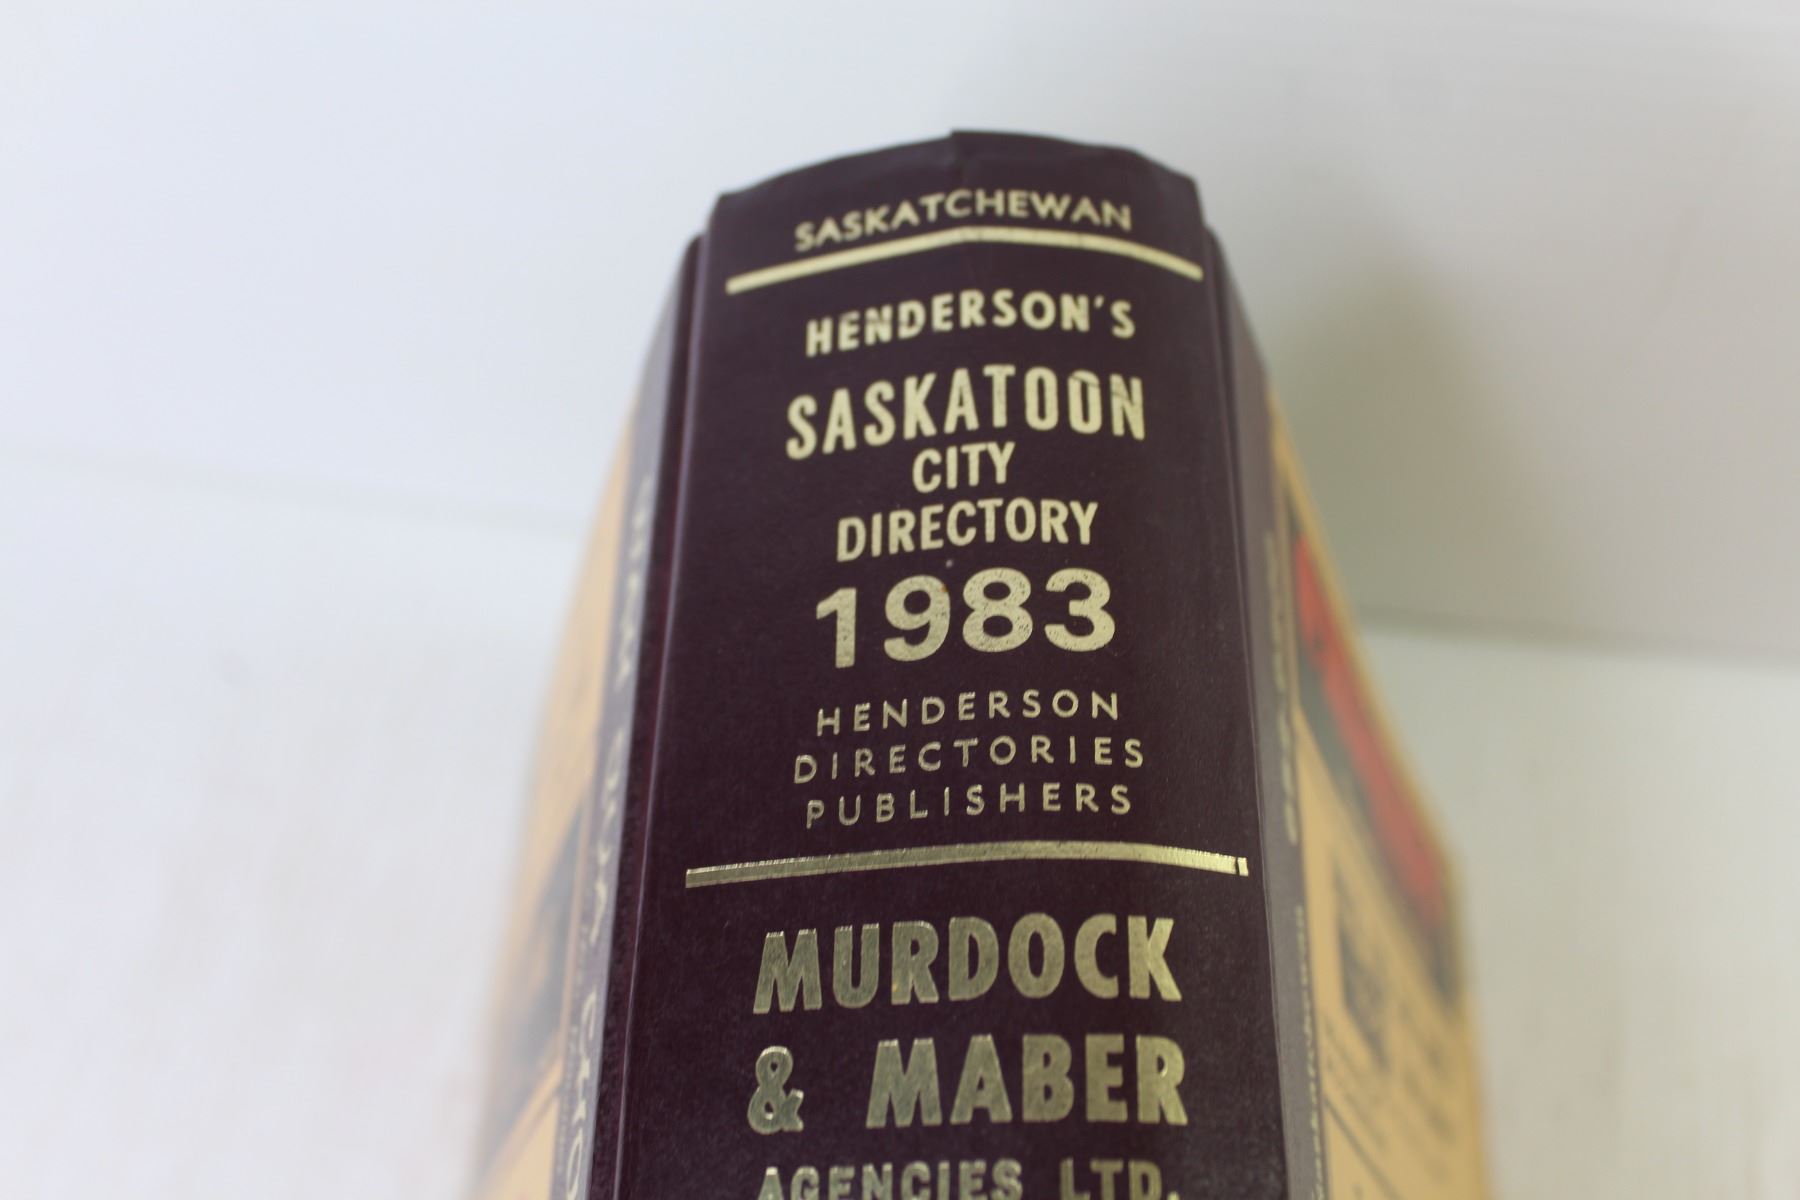 SASKATCHEWAN
HENDERSON'S
SASKATOON
CITY
DIRECTORY
1983
HENDERSON
DIRECTORIES
PUBLISHERS
MURDOCK
& MABER
AGENCIES LTD.